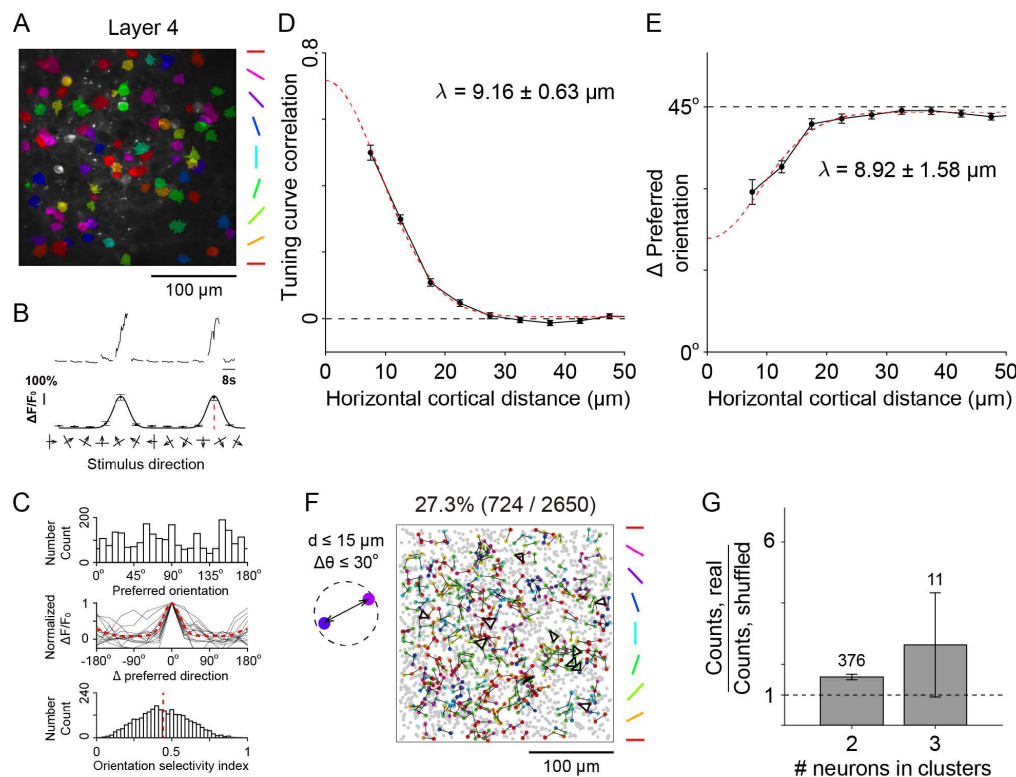 A
Layer 4
100 µm
B
100%
ΔF/F₀
8s
Stimulus direction
C
200
0
Number
Count
0° 45° 90° 135° 180°
Preferred orientation
1
0
Normalized
ΔF/F₀
-180° -90° 0° 90° 180°
Δ preferred direction
240
0
Number
Count
0 0.5 1
Orientation selectivity index
D
0.8
0
Tuning curve correlation
λ = 9.16 ± 0.63 µm
0 10 20 30 40 50
Horizontal cortical distance (µm)
E
45°
0°
Δ Preferred
orientation
λ = 8.92 ± 1.58 µm
0 10 20 30 40 50
Horizontal cortical distance (µm)
F
27.3% (724 / 2650)
d ≤ 15 µm
Δθ ≤ 30°
100 µm
G
Counts, real
Counts, shuffled
6
1
376
11
2 3
# neurons in clusters